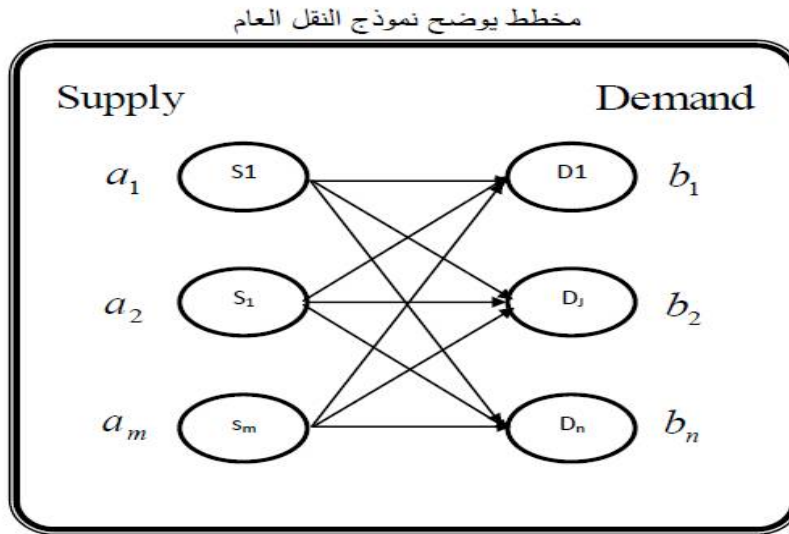 مخطط يوضح نموذج النقل العام
Supply Demand
a₁ S1 D1 b₁
a₂ S₁ Dⱼ b₂
aₘ sₘ Dₙ bₙ